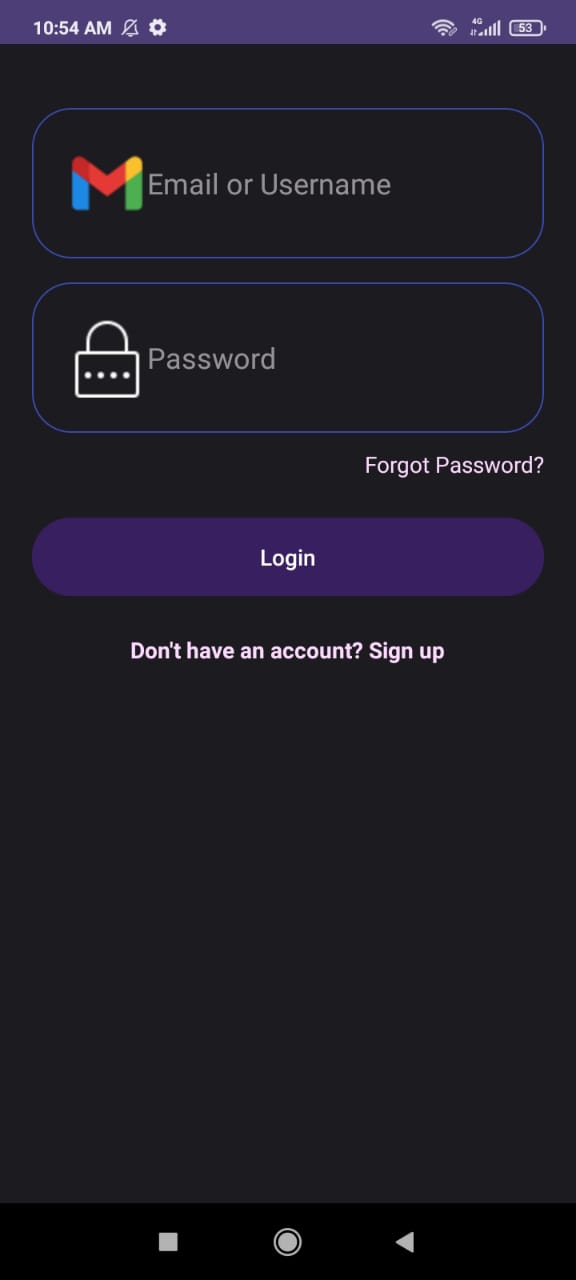 10:54 AM
4G
53
Email or Username
Password
Forgot Password?
Login
Don't have an account? Sign up